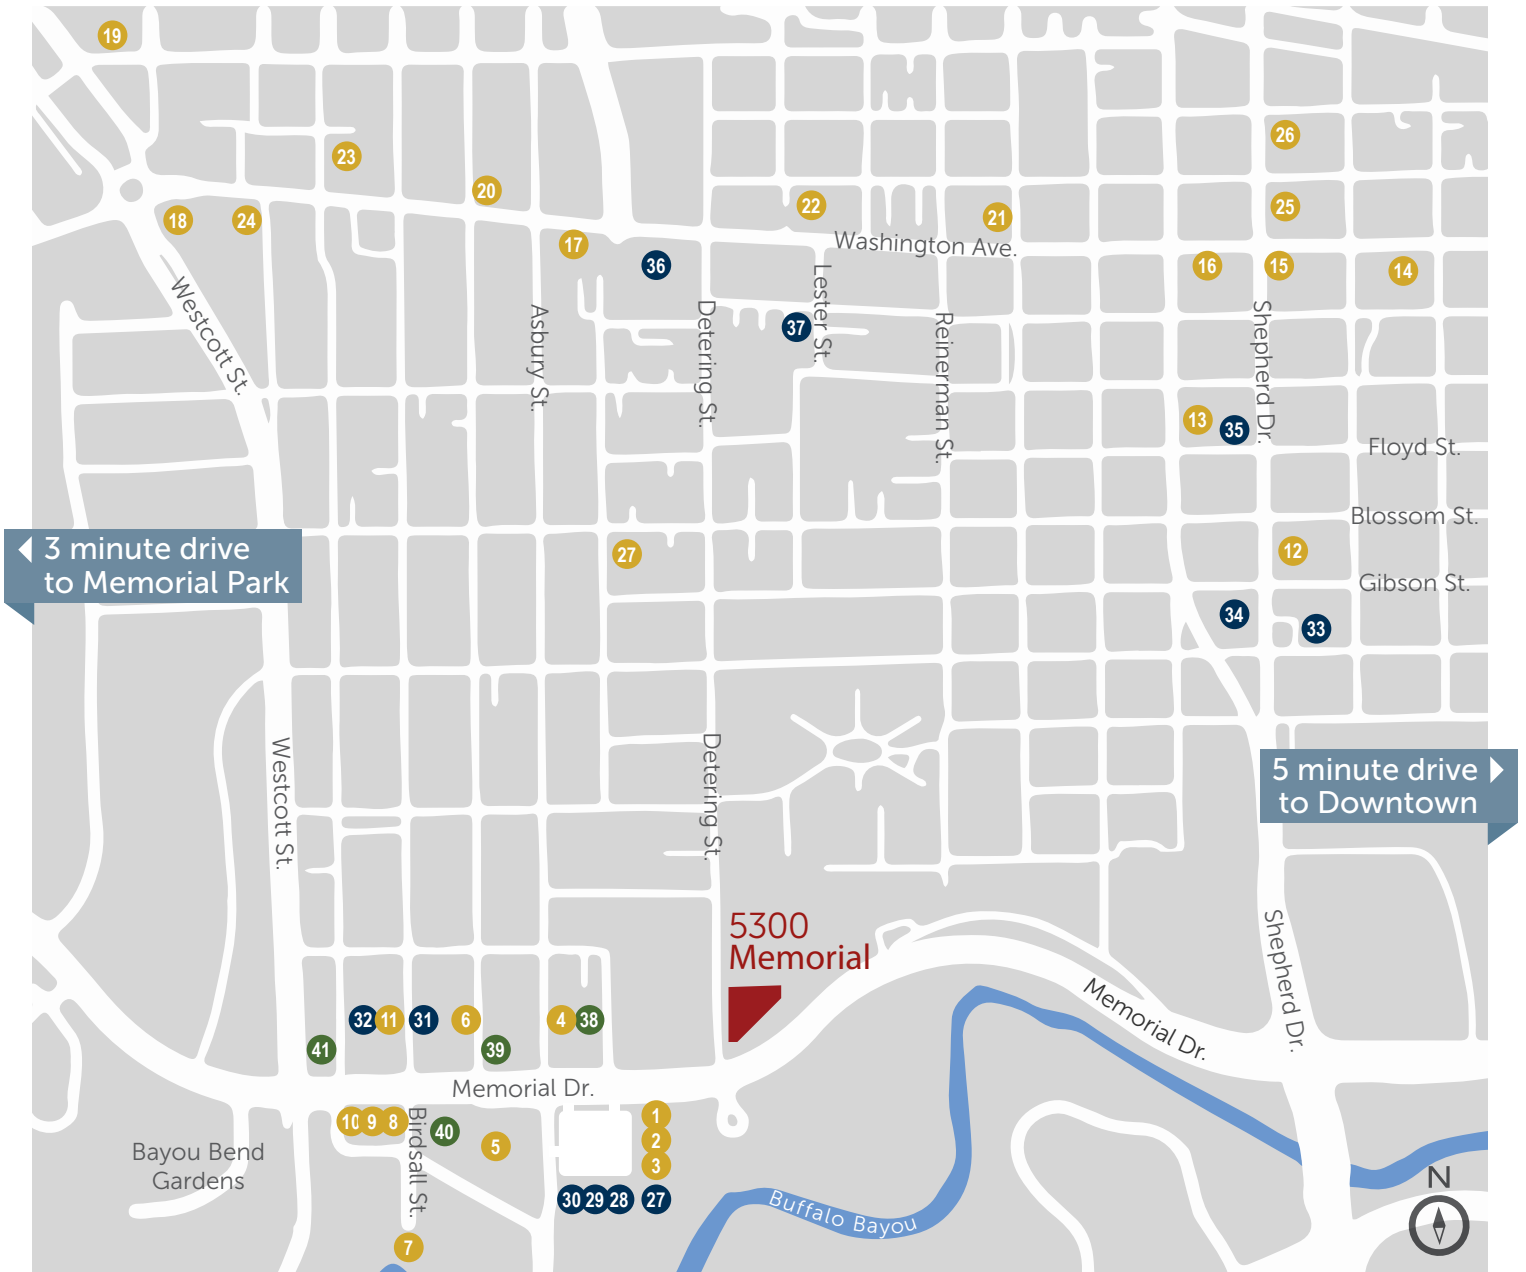 19
26
23
20
22
25
18
24
21
17
Washington Ave.
36
16
15
14
Westcott St.
Asbury St.
Detering St.
Lester St.
37
Reinerman St.
Shepherd Dr.
13
35
Floyd St.
Blossom St.
3 minute drive
to Memorial Park
27
12
Gibson St.
34
33
Westcott St.
Detering St.
5 minute drive
to Downtown
5300
Memorial
Shepherd Dr.
Memorial Dr.
32
11
31
6
4
38
41
39
Memorial Dr.
10
9
8
Birdsall St.
40
5
1
2
3
Bayou Bend
Gardens
30
29
28
27
Buffalo Bayou
7
N